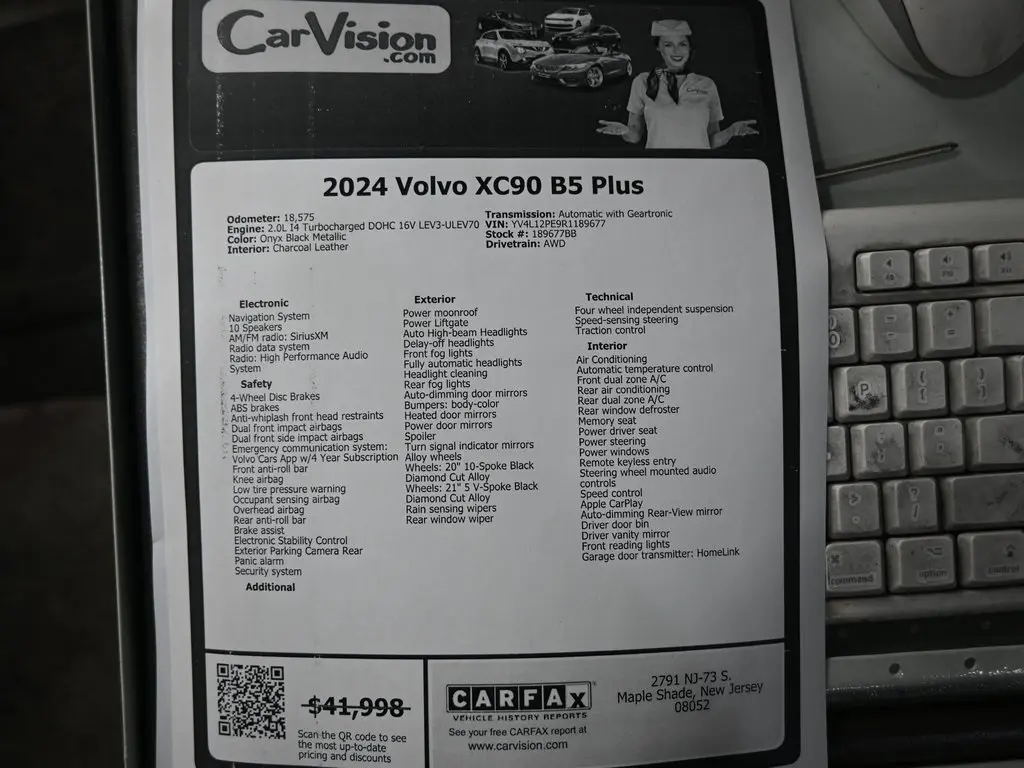 CarVision
.com
2024 Volvo XC90 B5 Plus
Odometer: 18,575
Engine: 2.0L I4 Turbocharged DOHC 16V LEV3-ULEV70
Color: Onyx Black Metallic
Interior: Charcoal Leather
Transmission: Automatic with Geartronic
VIN: YV4L12PE9R1189677
Stock #: 189677BB
Drivetrain: AWD
Electronic
Navigation System
10 Speakers
AM/FM radio: SiriusXM
Radio data system
Radio: High Performance Audio
System
Safety
4-Wheel Disc Brakes
ABS brakes
Anti-whiplash front head restraints
Dual front impact airbags
Dual front side impact airbags
Emergency communication system:
Volvo Cars App w/4 Year Subscription
Front anti-roll bar
Knee airbag
Low tire pressure warning
Occupant sensing airbag
Overhead airbag
Rear anti-roll bar
Brake assist
Electronic Stability Control
Exterior Parking Camera Rear
Panic alarm
Security system
Additional
Exterior
Power moonroof
Power Liftgate
Auto High-beam Headlights
Delay-off headlights
Front fog lights
Fully automatic headlights
Headlight cleaning
Rear fog lights
Auto-dimming door mirrors
Bumpers: body-color
Heated door mirrors
Power door mirrors
Spoiler
Turn signal indicator mirrors
Alloy wheels
Wheels: 20" 10-Spoke Black
Diamond Cut Alloy
Wheels: 21" 5 V-Spoke Black
Diamond Cut Alloy
Rain sensing wipers
Rear window wiper
Technical
Four wheel independent suspension
Speed-sensing steering
Traction control
Interior
Air Conditioning
Automatic temperature control
Front dual zone A/C
Rear air conditioning
Rear dual zone A/C
Rear window defroster
Memory seat
Power driver seat
Power steering
Power windows
Remote keyless entry
Steering wheel mounted audio
controls
Speed control
Apple CarPlay
Auto-dimming Rear-View mirror
Driver door bin
Driver vanity mirror
Front reading lights
Garage door transmitter: HomeLink
$41,998
Scan the QR code to see
the most up-to-date
pricing and discounts
CARFAX
VEHICLE HISTORY REPORTS
See your free CARFAX report at
www.carvision.com
2791 NJ-73 S.
Maple Shade, New Jersey
08052
P
command
option
control